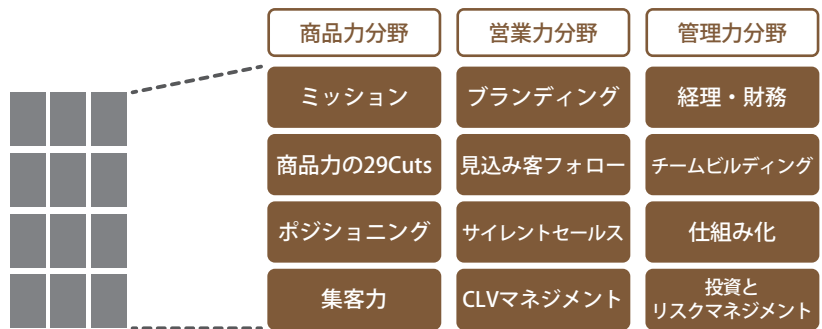 商品力分野
営業力分野
管理力分野
ミッション
ブランディング
経理・財務
商品力の29Cuts
見込み客フォロー
チームビルディング
ポジショニング
サイレントセールス
仕組み化
集客力
CLVマネジメント
投資と
リスクマネジメント